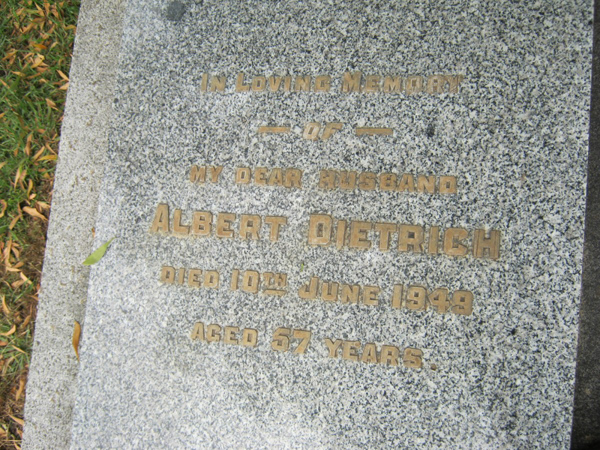 IN LOVING MEMORY
— OF —
MY DEAR HUSBAND
ALBERT DIETRICH
DIED 10TH JUNE 1949
AGED 57 YEARS.